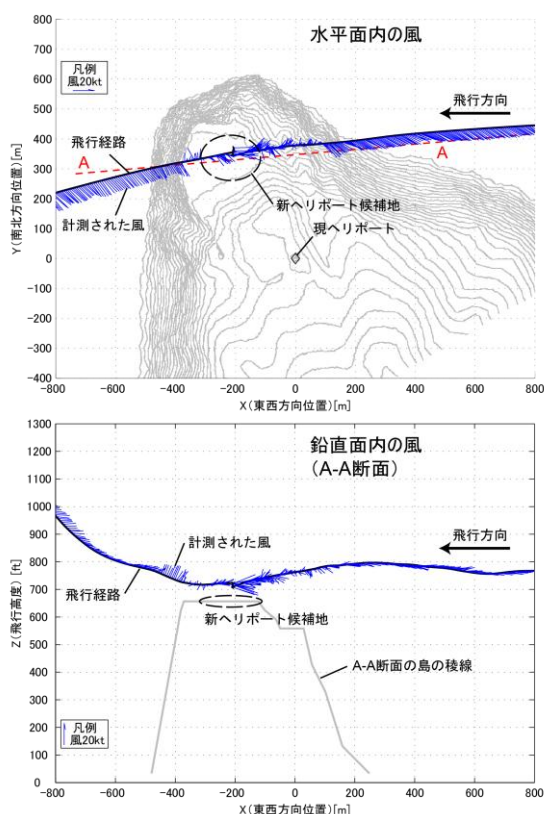 水平面内の風
凡例
風20kt
飛行方向
A
飛行経路
A
新ヘリポート候補地
計測された風
現ヘリポート
Y(南北方向位置)[m]
800
700
600
500
400
300
200
100
0
-100
-200
-300
-400
-800 -600 -400 -200 0 200 400 600 800
X(東西方向位置)[m]
鉛直面内の風
(A-A断面)
計測された風
飛行方向
飛行経路
新ヘリポート候補地
A-A断面の島の稜線
凡例
風20kt
Z(飛行高度)[ft]
1300
1200
1100
1000
900
800
700
600
500
400
300
200
100
0
-800 -600 -400 -200 0 200 400 600 800
X(東西方向位置)[m]